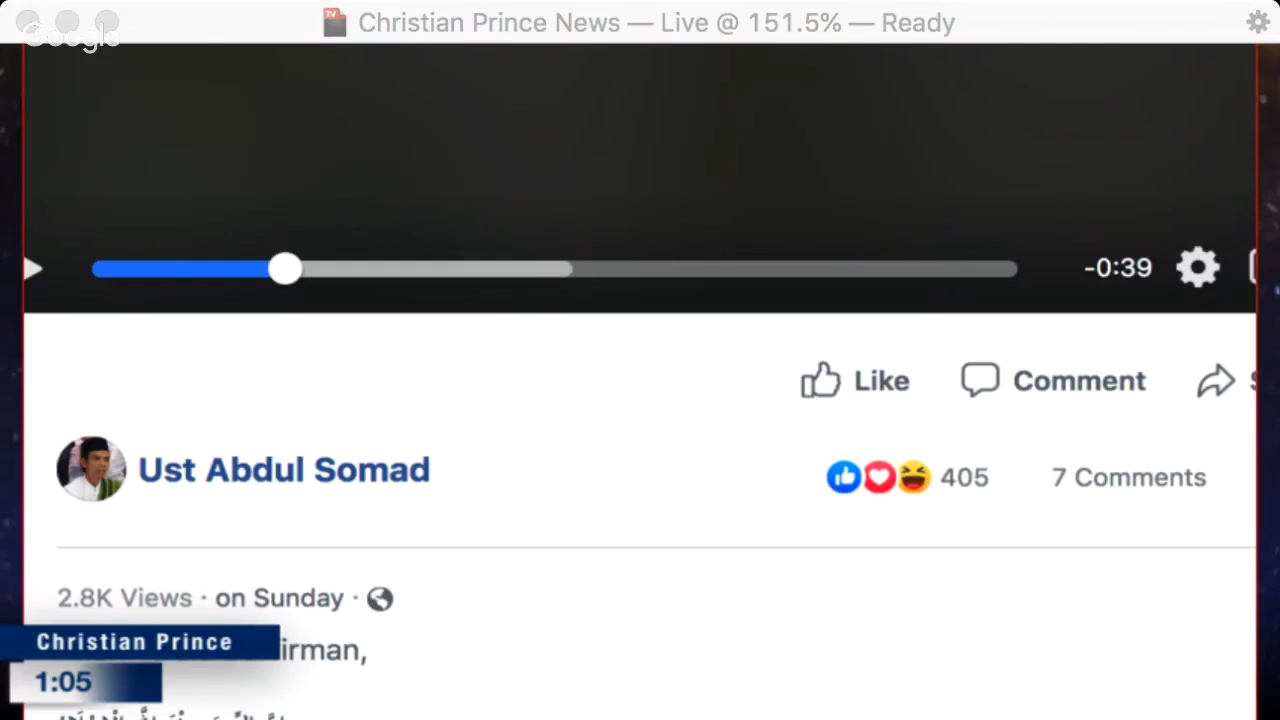 Christian Prince News — Live @ 151.5% — Ready
Google
-0:39
Like
Comment
Ust Abdul Somad
405
7 Comments
2.8K Views · on Sunday ·
Christian Prince
irman,
1:05